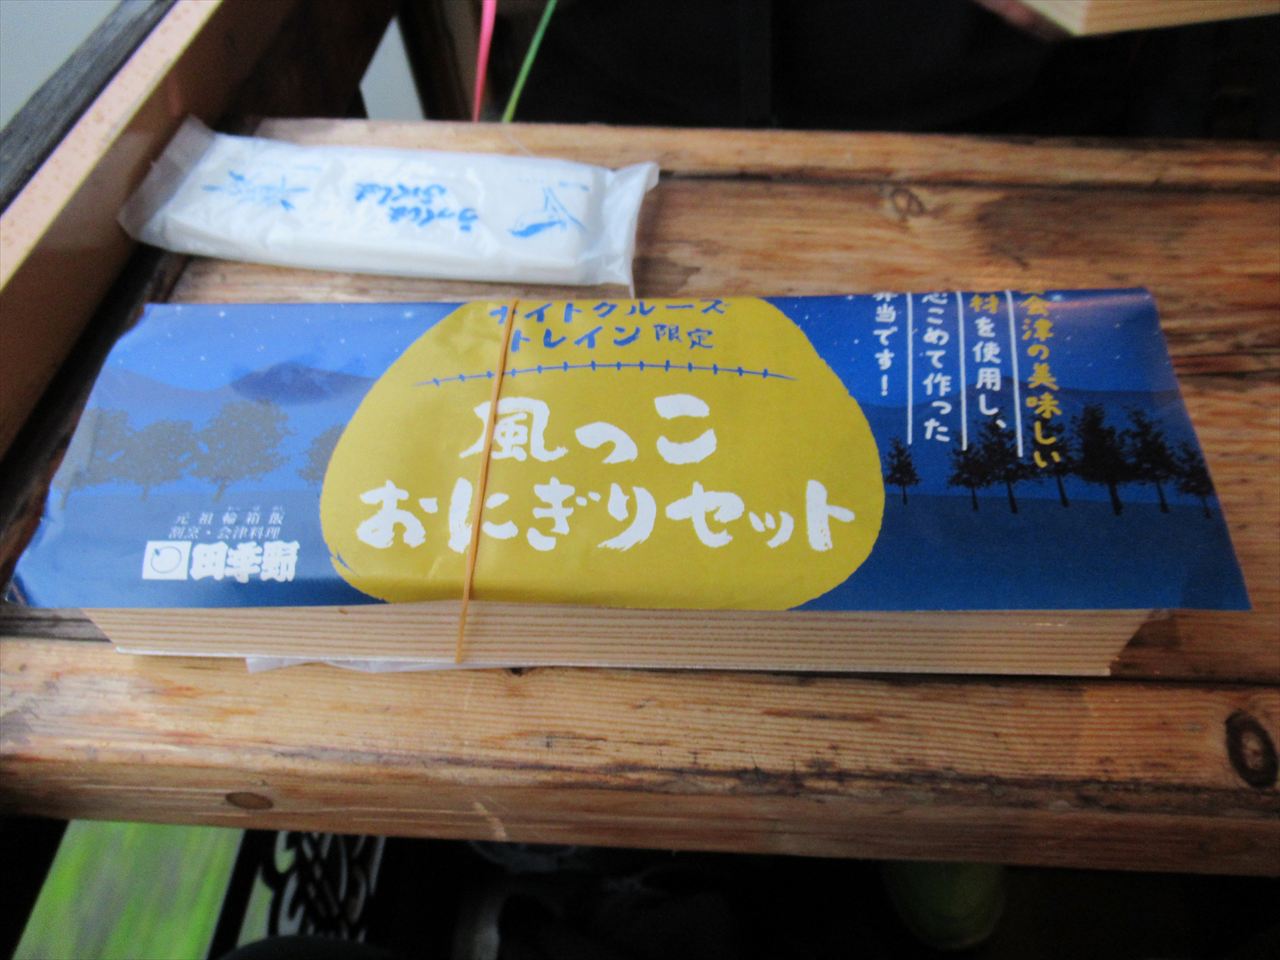 ナイトクルーズ
トレイン限定
風っこ
おにぎりセット
会津の美味しい
材を使用し、
心こめて作った
弁当です!
元祖輪箱飯
割烹・会津料理
田季野